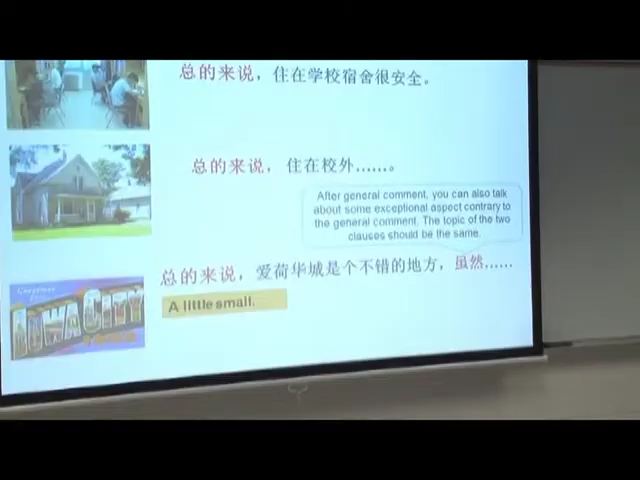 总的来说，住在学校宿舍很安全。
总的来说，住在校外……。
After general comment, you can also talk
about some exceptional aspect contrary to
the general comment. The topic of the two
clauses should be the same.
总的来说，爱荷华城是个不错的地方，虽然……
A little small.
Greetings from
IOWA CITY